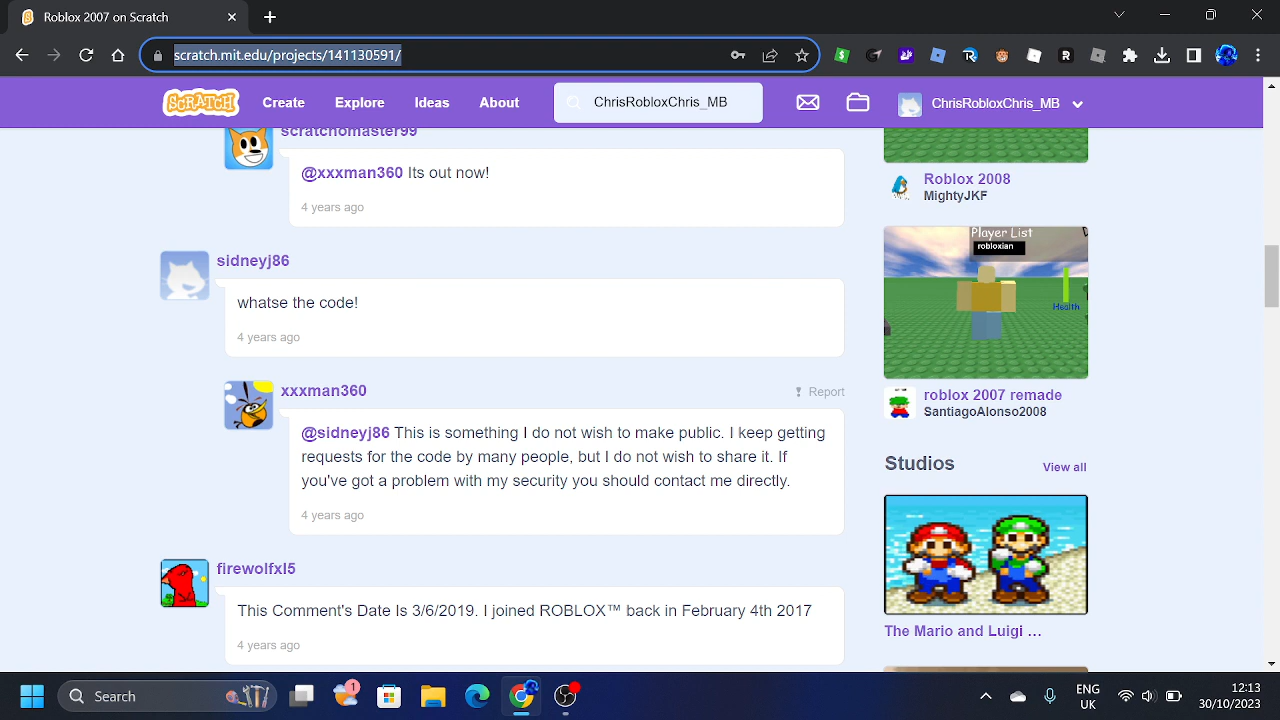 Roblox 2007 on Scratch
scratch.mit.edu/projects/141130591/
SCRATCH
Create
Explore
Ideas
About
ChrisRobloxChris_MB
ChrisRobloxChris_MB
scratchomaster99
@xxxman360 Its out now!
4 years ago
sidneyj86
whatse the code!
4 years ago
xxxman360
Report
@sidneyj86 This is something I do not wish to make public. I keep getting
requests for the code by many people, but I do not wish to share it. If
you've got a problem with my security you should contact me directly.
4 years ago
firewolfxl5
This Comment's Date Is 3/6/2019. I joined ROBLOX™ back in February 4th 2017
4 years ago
Roblox 2008
MightyJKF
Player List
robloxian
Health
roblox 2007 remade
SantiagoAlonso2008
Studios
View all
The Mario and Luigi ...
Search
1
ENG
UK
12:13
30/10/2023